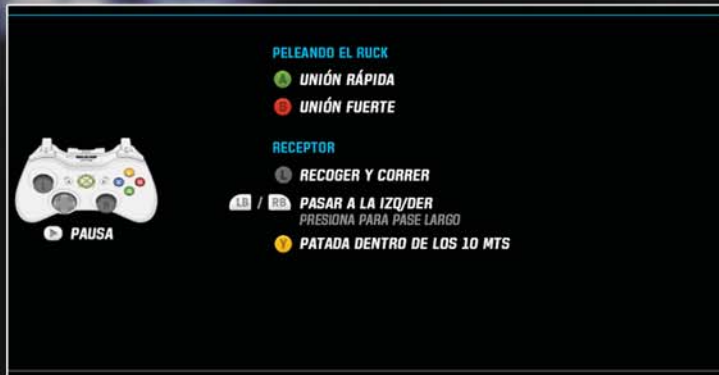 PELEANDO EL RUCK
A UNIÓN RÁPIDA
B UNIÓN FUERTE
RECEPTOR
L RECOGER Y CORRER
LB / RB PASAR A LA IZQ/DER
PRESIONA PARA PASE LARGO
PAUSA
Y PATADA DENTRO DE LOS 10 MTS